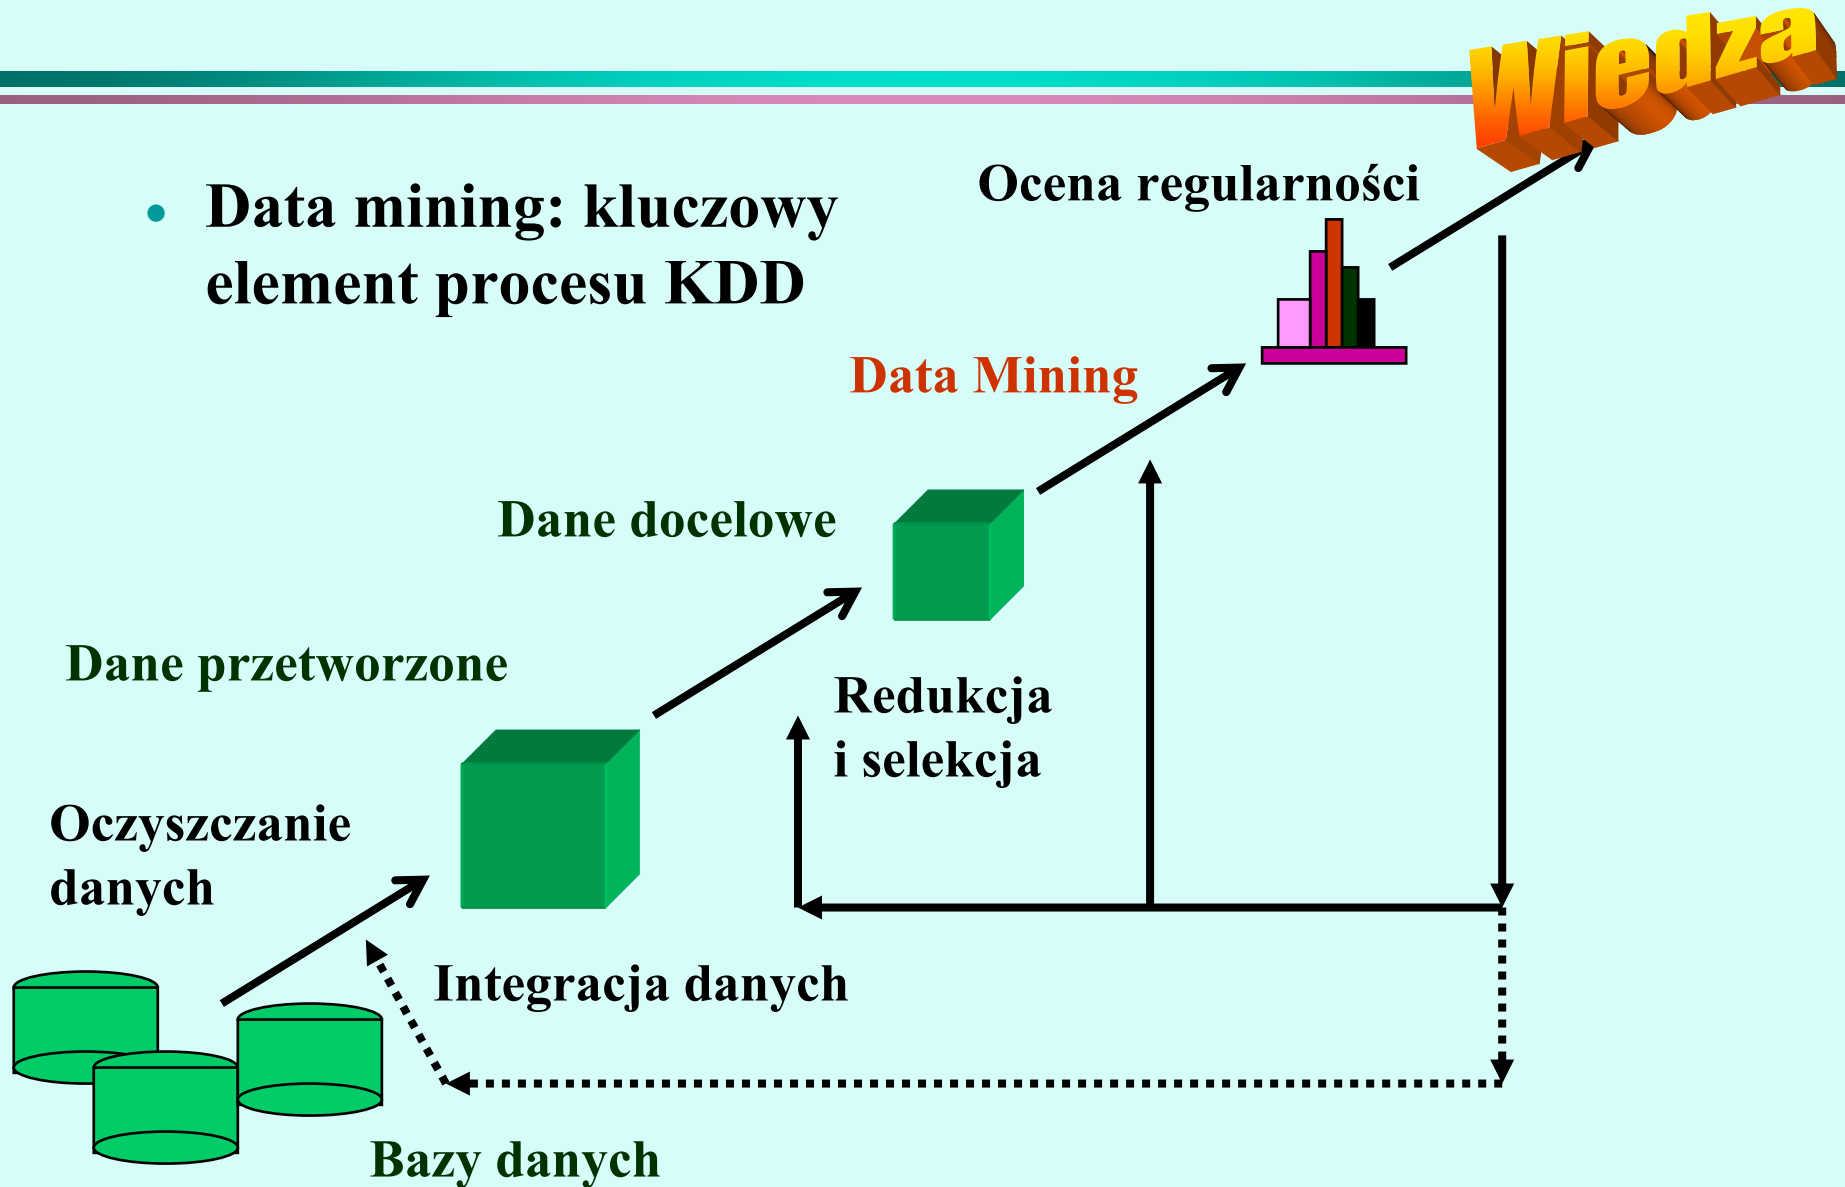 Wiedza
Ocena regularności
Data mining: kluczowy
element procesu KDD
Data Mining
Dane docelowe
Dane przetworzone
Redukcja
i selekcja
Oczyszczanie
danych
Integracja danych
Bazy danych